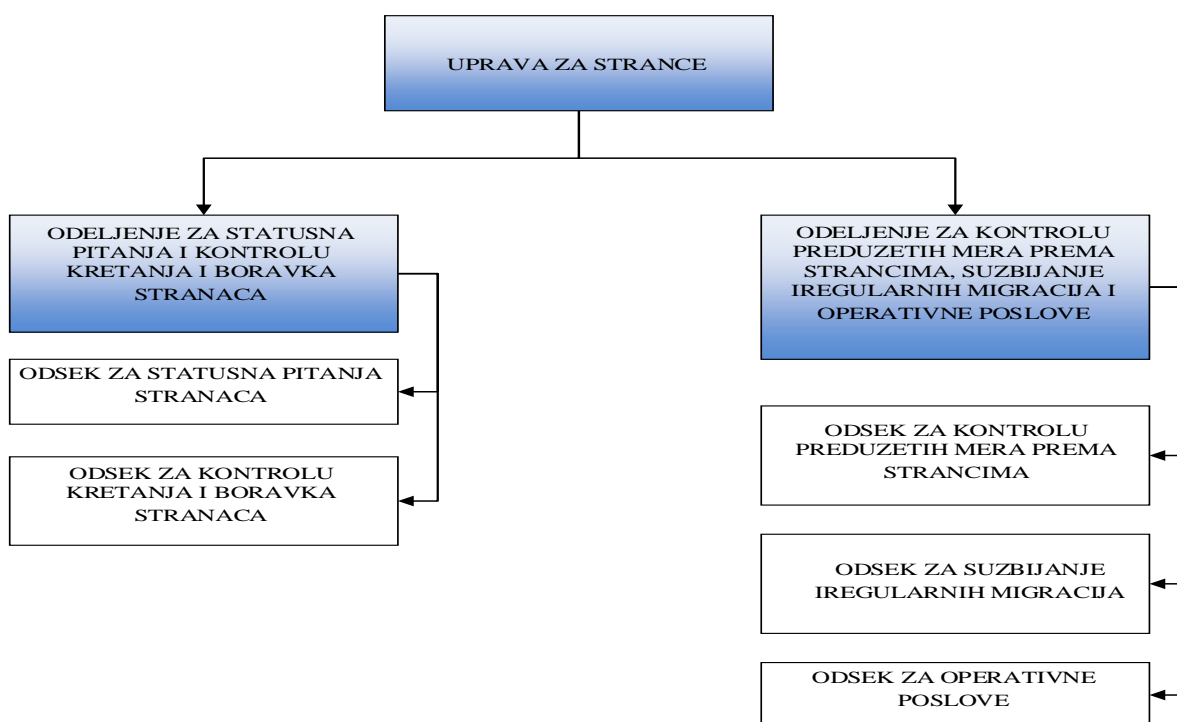 UPRAVA ZA STRANCE
ODELJENJE ZA STATUSNA
PITANJA I KONTROLU
KRETANJA I BORAVKA
STRANACA
ODSEK ZA STATUSNA PITANJA
STRANACA
ODSEK ZA KONTROLU
KRETANJA I BORAVKA
STRANACA
ODELJENJE ZA KONTROLU
PREDUZETIH MERA PREMA
STRANCIMA, SUZBIJANJE
IREGULARNIH MIGRACIJA I
OPERATIVNE POSLOVE
ODSEK ZA KONTROLU
PREDUZETIH MERA PREMA
STRANCIMA
ODSEK ZA SUZBIJANJE
IREGULARNIH MIGRACIJA
ODSEK ZA OPERATIVNE
POSLOVE